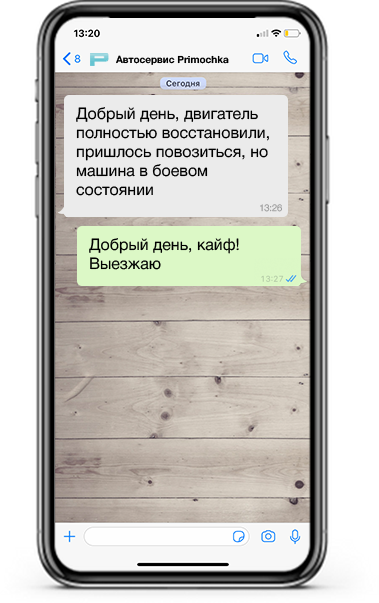 13:20
8 P Автосервис Primochka
Сегодня
Добрый день, двигатель
полностью восстановили,
пришлось повозиться, но
машина в боевом
состоянии
13:26
Добрый день, кайф!
Выезжаю
13:27